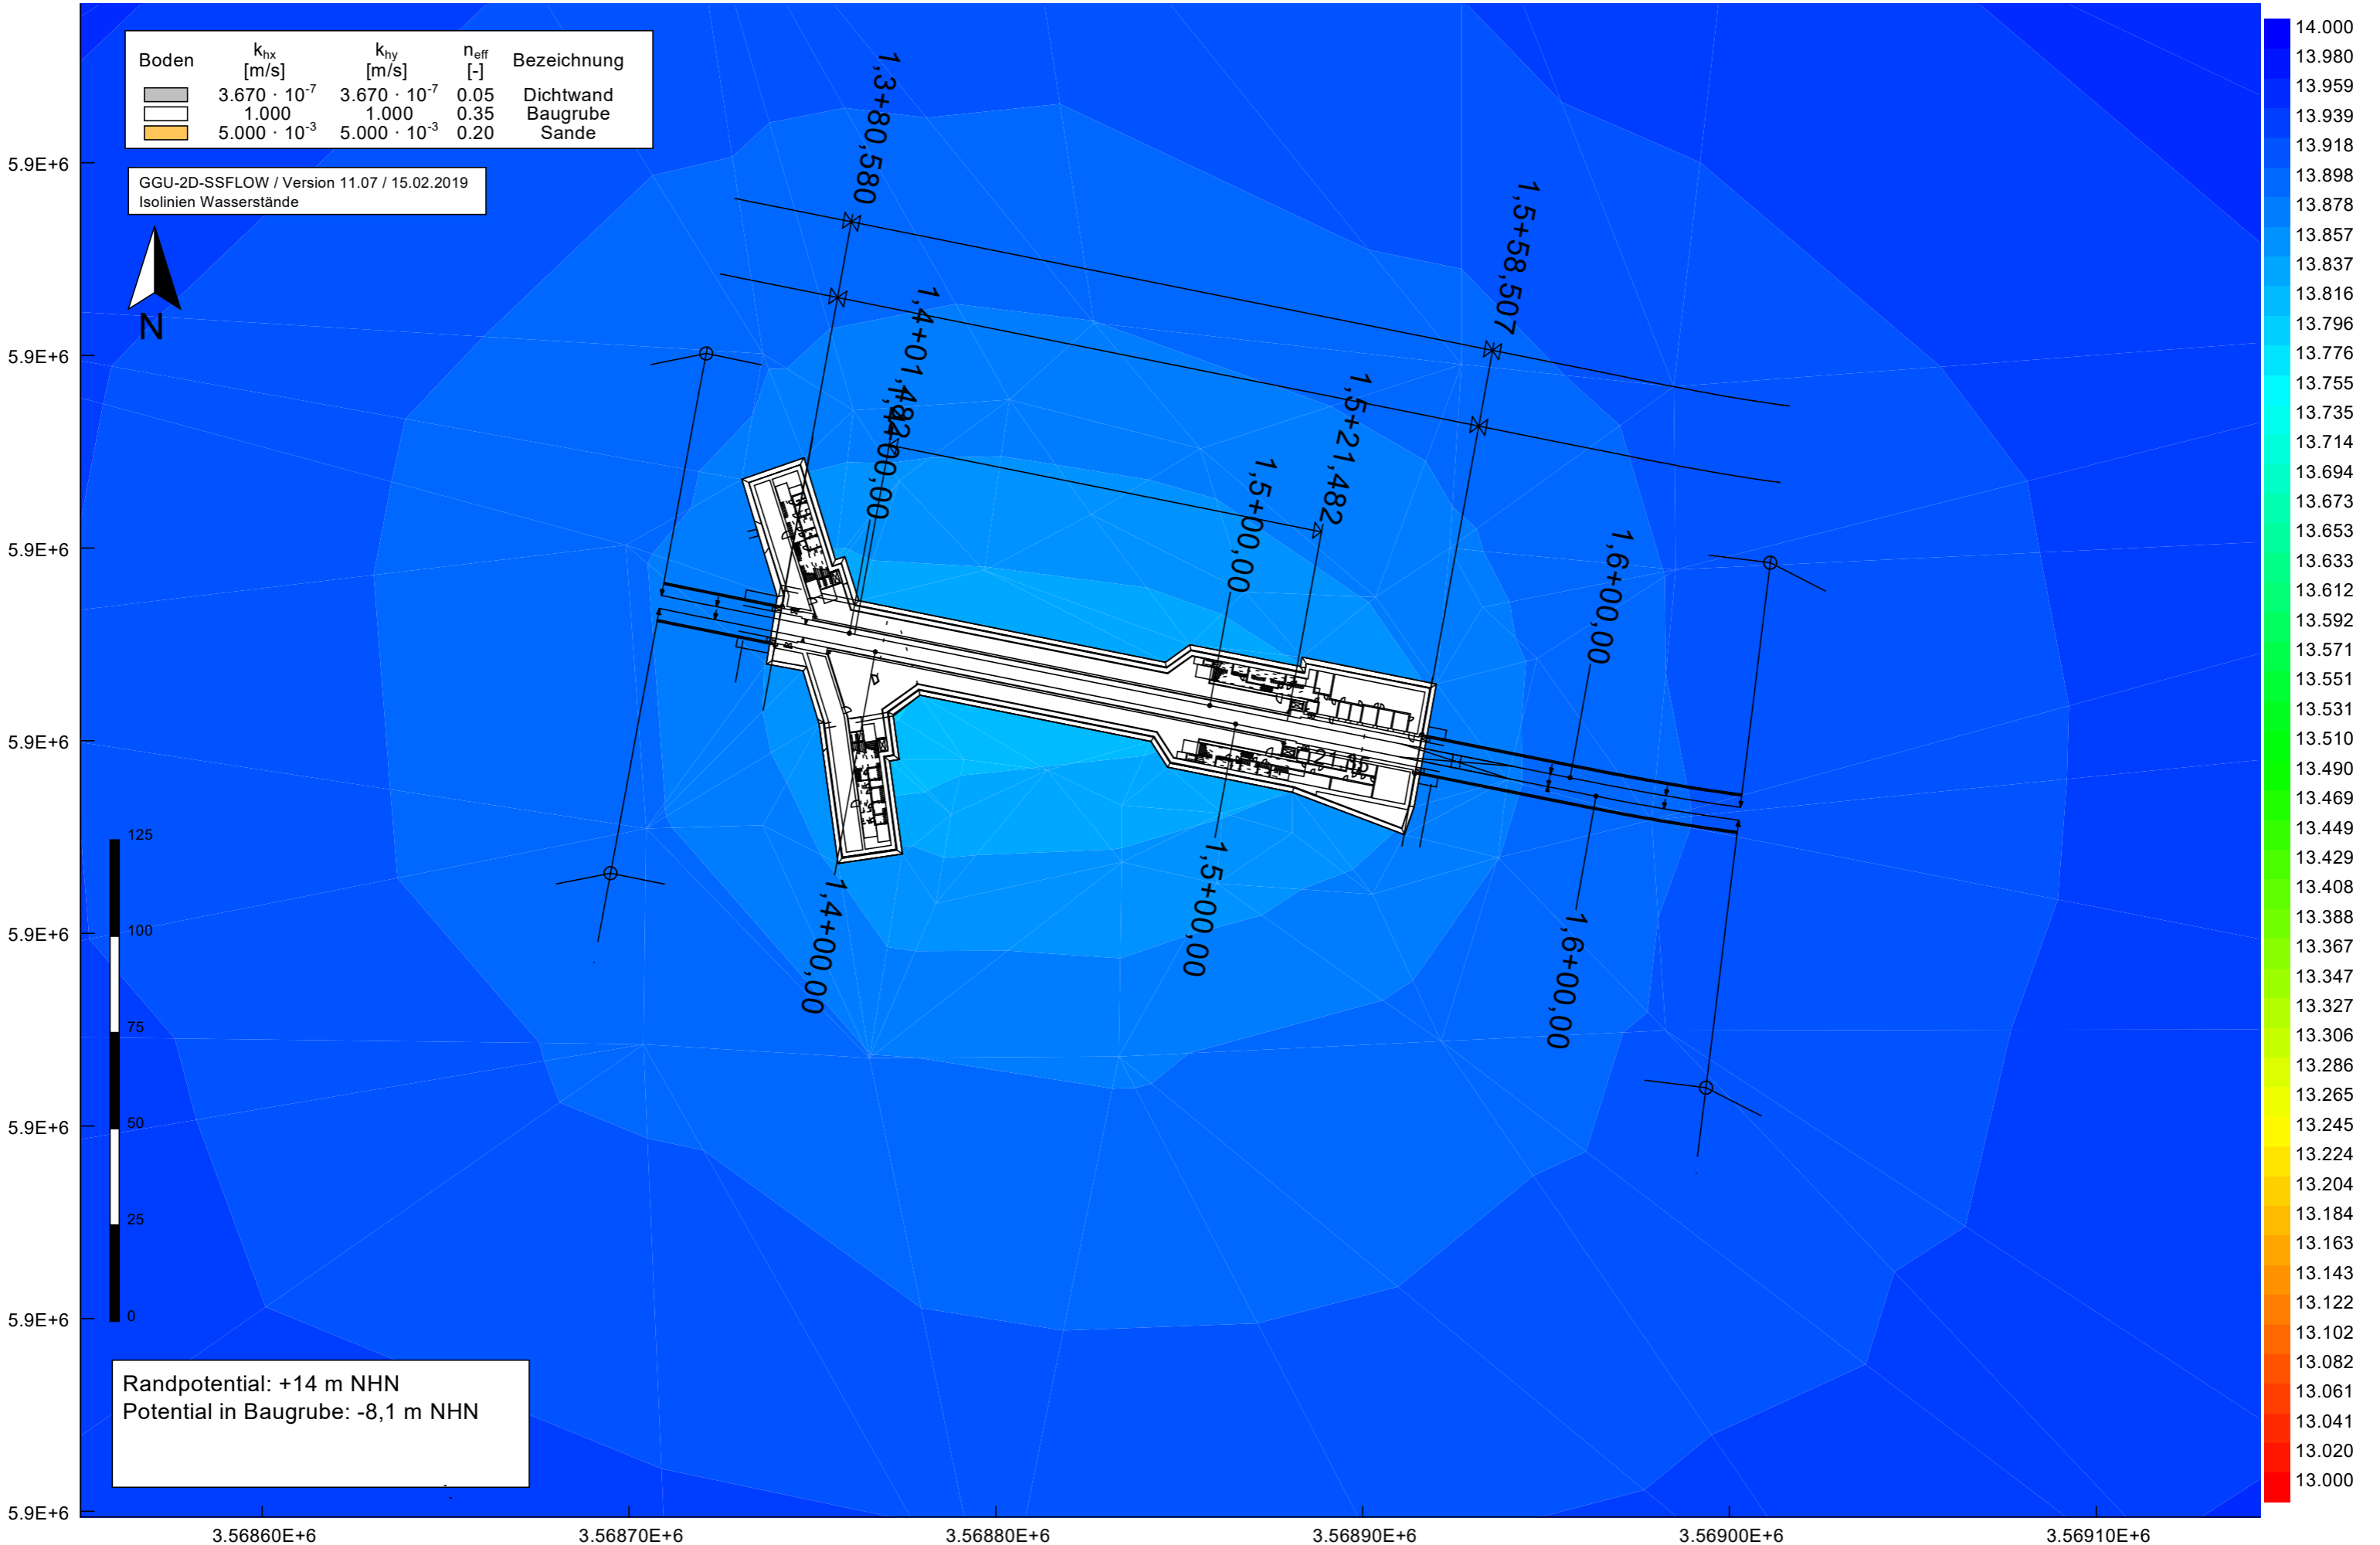 Boden k_hx [m/s] k_hy [m/s] n_eff [-] Bezeichnung
3.670 · 10^-7 3.670 · 10^-7 0.05 Dichtwand
1.000 1.000 0.35 Baugrube
5.000 · 10^-3 5.000 · 10^-3 0.20 Sande
GGU-2D-SSFLOW / Version 11.07 / 15.02.2019
Isolinien Wasserstände
N
1,3+80,580
1,5+58,507
1,4+01,482
1,4+00,00
1,5+21,482
1,5+00,00
1,6+00,00
1,4+00,00
1,5+00,00
1,6+00,00
125
100
75
50
25
0
Randpotential: +14 m NHN
Potential in Baugrube: -8,1 m NHN
5.9E+6
5.9E+6
5.9E+6
5.9E+6
5.9E+6
5.9E+6
5.9E+6
5.9E+6
3.56860E+6
3.56870E+6
3.56880E+6
3.56890E+6
3.56900E+6
3.56910E+6
14.000
13.980
13.959
13.939
13.918
13.898
13.878
13.857
13.837
13.816
13.796
13.776
13.755
13.735
13.714
13.694
13.673
13.653
13.633
13.612
13.592
13.571
13.551
13.531
13.510
13.490
13.469
13.449
13.429
13.408
13.388
13.367
13.347
13.327
13.306
13.286
13.265
13.245
13.224
13.204
13.184
13.163
13.143
13.122
13.102
13.082
13.061
13.041
13.020
13.000